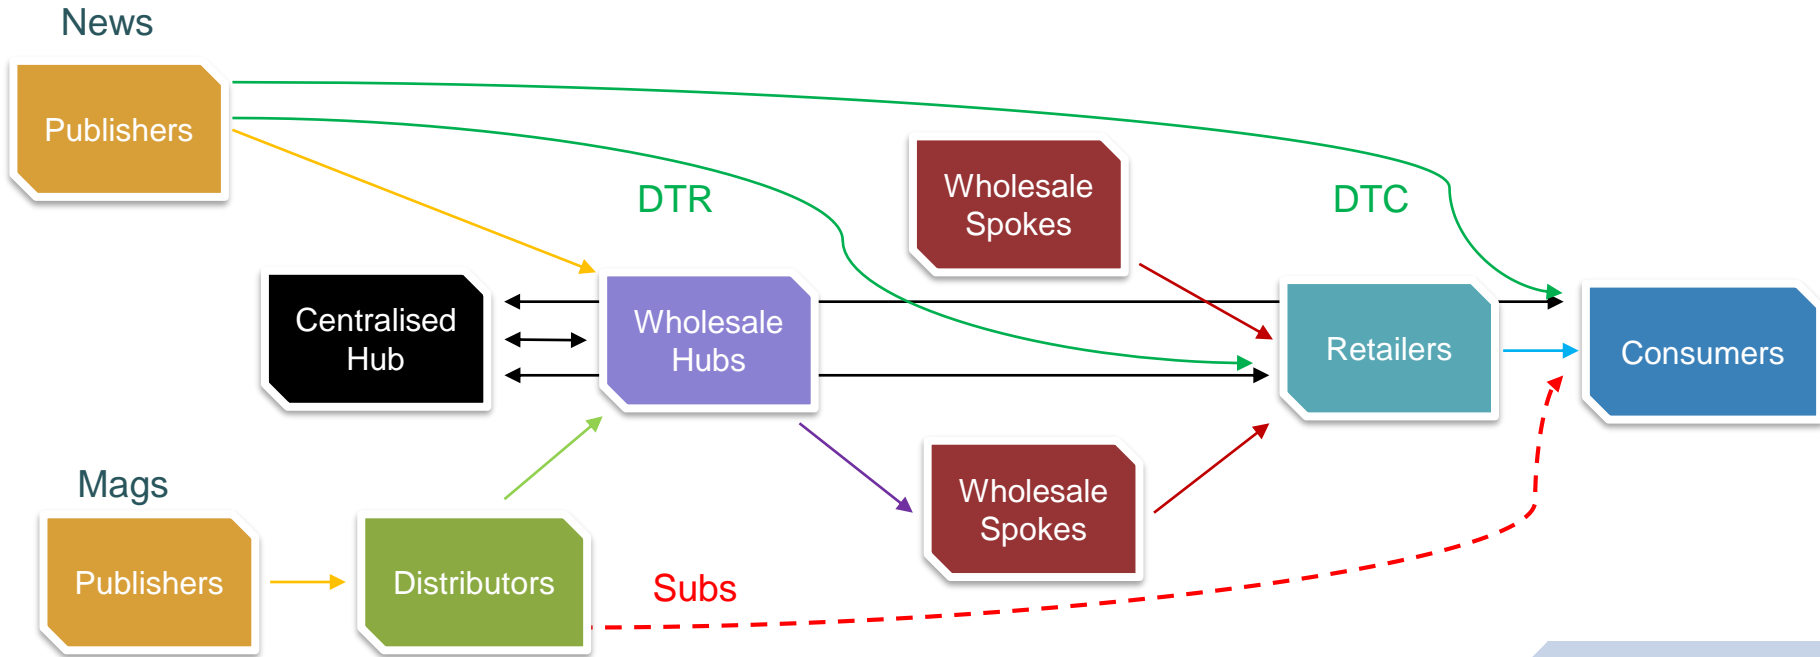 News
Publishers
DTR
Wholesale
Spokes
DTC
Centralised
Hub
Wholesale
Hubs
Retailers
Consumers
Mags
Publishers
Distributors
Subs
Wholesale
Spokes